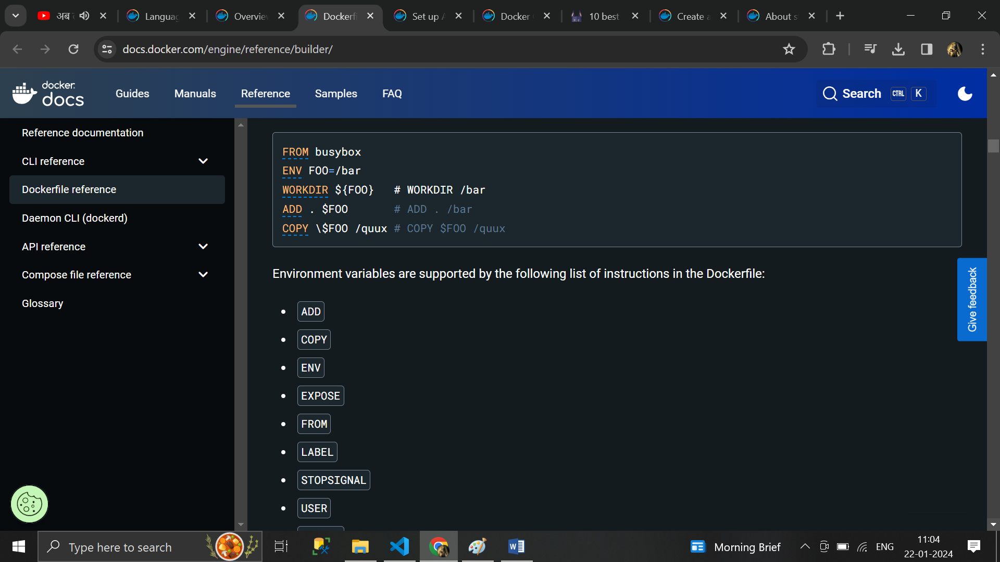 अब
Languag
Overvie
Dockerf
Set up A
Docker
10 best
Create a
About s
docs.docker.com/engine/reference/builder/
docker
docs
Guides
Manuals
Reference
Samples
FAQ
Search
CTRL
K
Reference documentation
CLI reference
Dockerfile reference
Daemon CLI (dockerd)
API reference
Compose file reference
Glossary
FROM busybox
ENV FOO=/bar
WORKDIR ${FOO}   # WORKDIR /bar
ADD . $FOO       # ADD . /bar
COPY \$FOO /quux # COPY $FOO /quux
Environment variables are supported by the following list of instructions in the Dockerfile:
ADD
COPY
ENV
EXPOSE
FROM
LABEL
STOPSIGNAL
USER
Give feedback
Type here to search
Morning Brief
ENG
11:04
22-01-2024